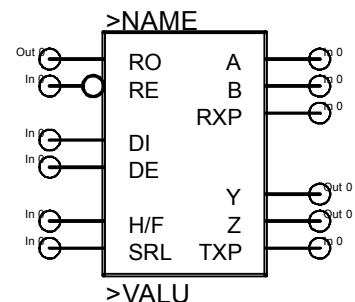 >NAME
Out 0 RO A In 0
In 0 RE B In 0
RXP In 0
In 0 DI
In 0 DE
Y Out 0
In 0 H/F Z Out 0
In 0 SRL TXP In 0
>VALU